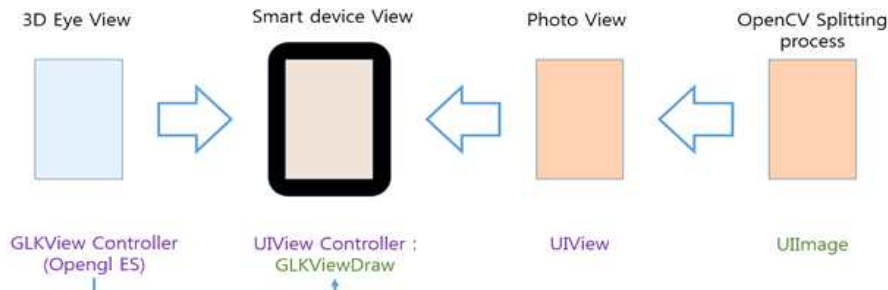 3D Eye View
Smart device View
Photo View
OpenCV Splitting
process
GLKView Controller
(Opengl ES)
UIView Controller :
GLKViewDraw
UIView
UIImage